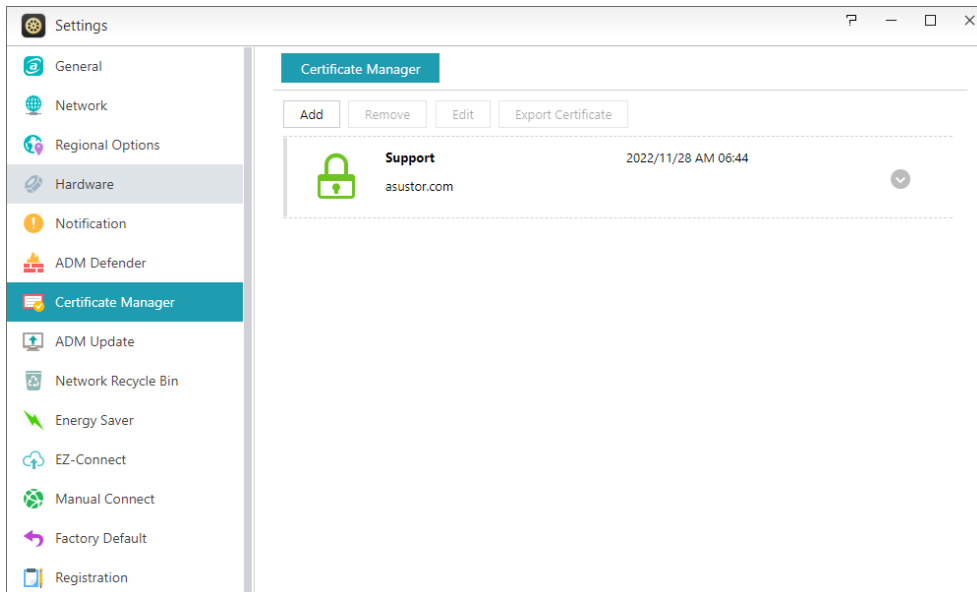 Settings
General
Network
Regional Options
Hardware
Notification
ADM Defender
Certificate Manager
ADM Update
Network Recycle Bin
Energy Saver
EZ-Connect
Manual Connect
Factory Default
Registration
Certificate Manager
Add Remove Edit Export Certificate
Support 2022/11/28 AM 06:44
asustor.com